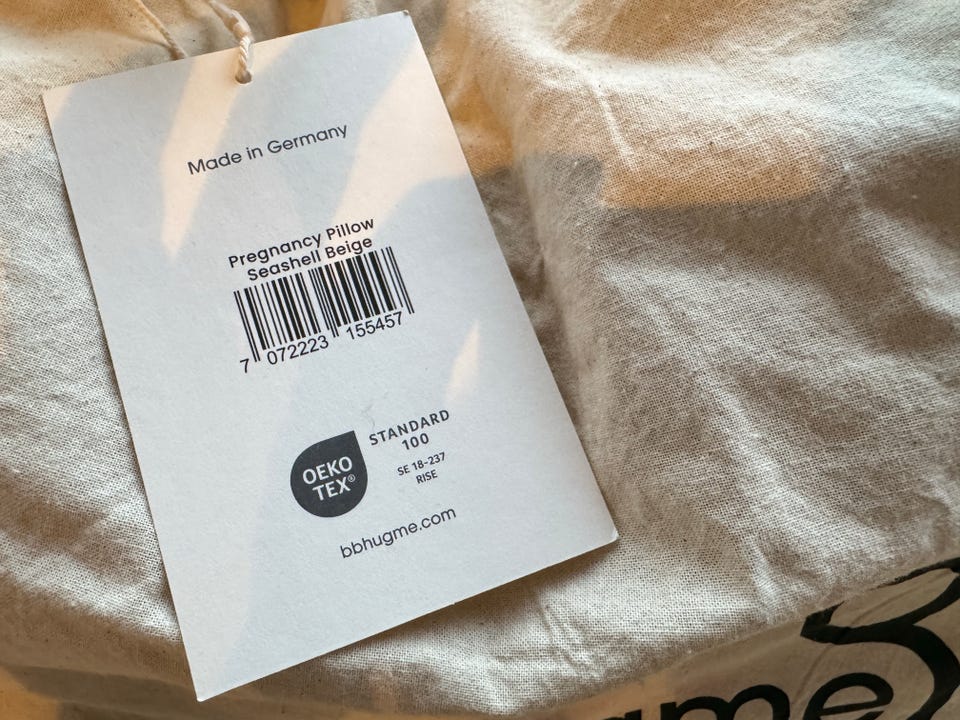 Made in Germany
Pregnancy Pillow
Seashell Beige
7 072223 155457
OEKO
TEX®
STANDARD
100
SE 18-237
RISE
bbhugme.com
me